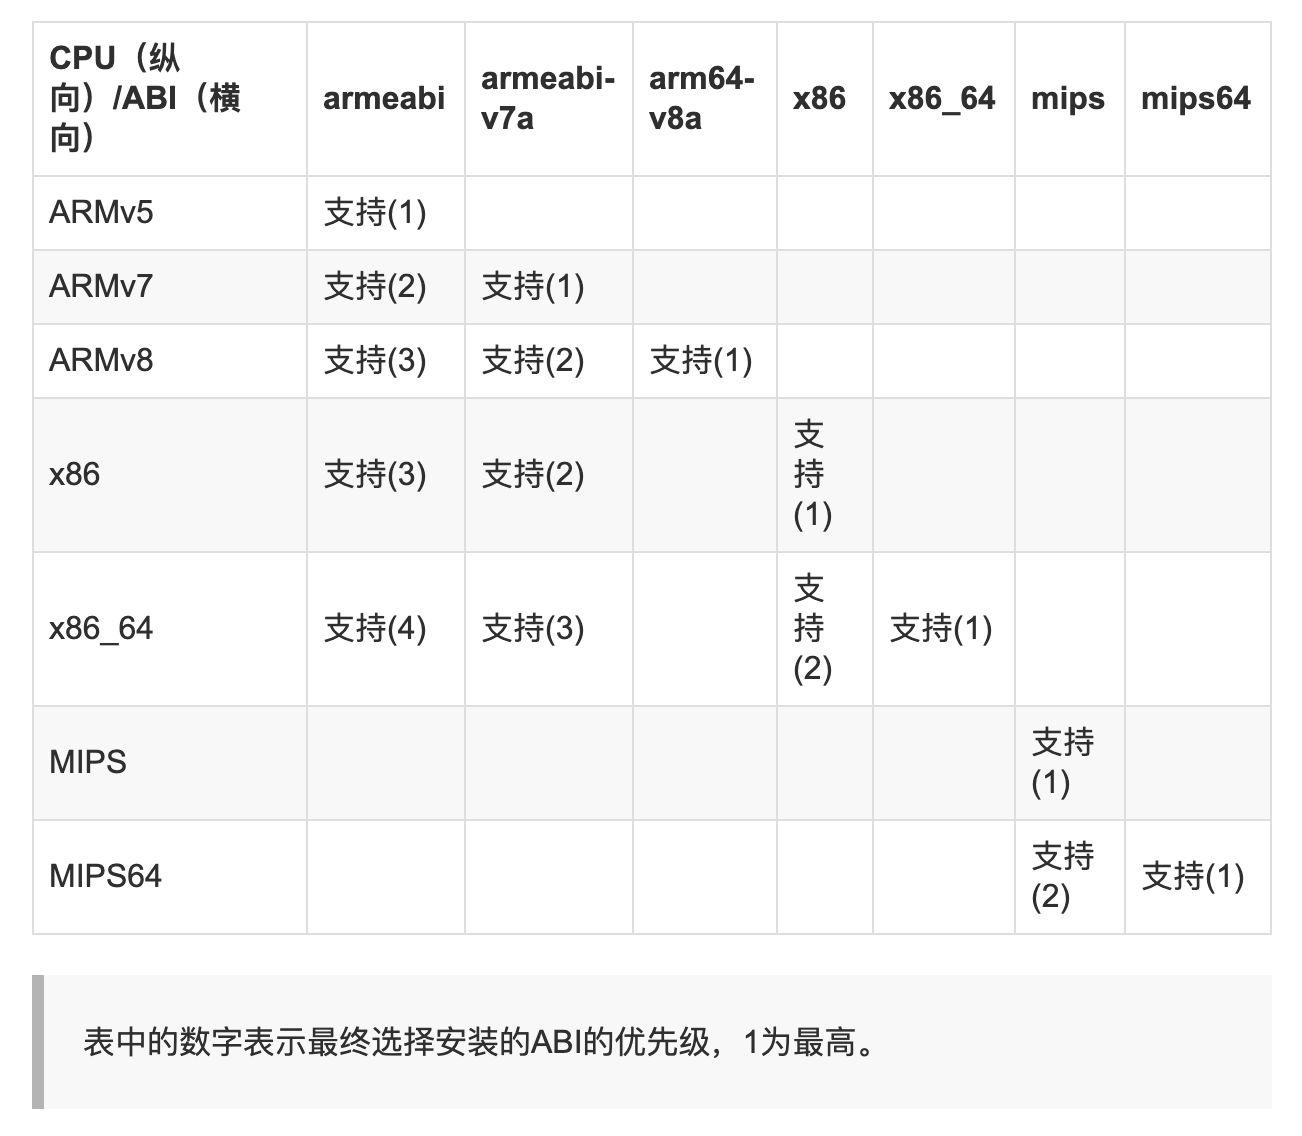 CPU（纵
向）/ABI（横
向）
armeabi
armeabi-
v7a
arm64-
v8a
x86
x86_64
mips
mips64
ARMv5
支持(1)
ARMv7
支持(2)
支持(1)
ARMv8
支持(3)
支持(2)
支持(1)
x86
支持(3)
支持(2)
支
持
(1)
x86_64
支持(4)
支持(3)
支
持
(2)
支持(1)
MIPS
支持
(1)
MIPS64
支持
(2)
支持(1)
表中的数字表示最终选择安装的ABI的优先级，1为最高。